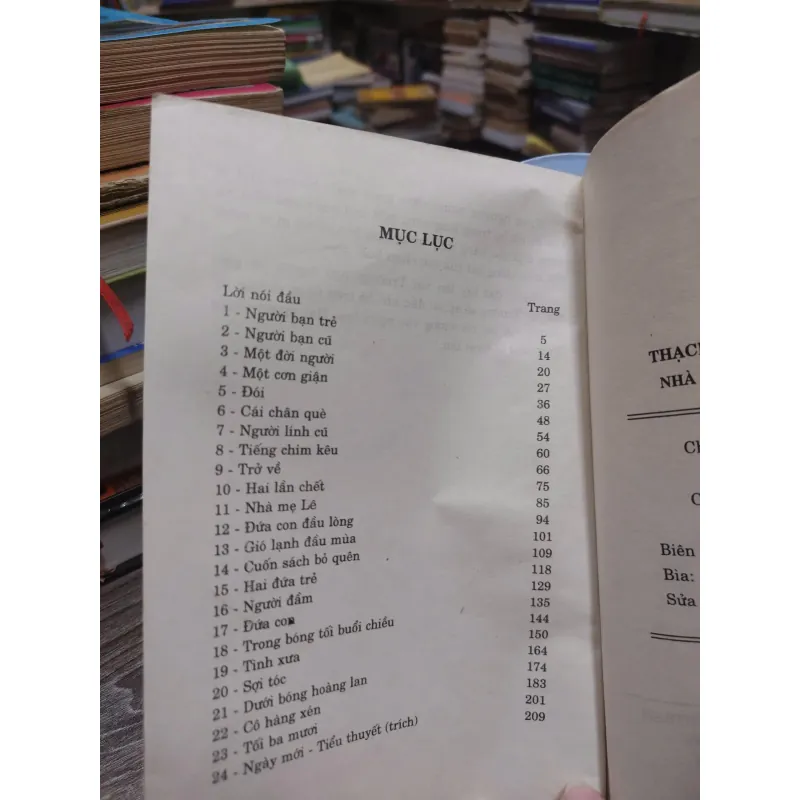 MỤC LỤC
Lời nói đầu Trang
1 - Người bạn trẻ 5
2 - Người bạn cũ 14
3 - Một đời người 20
4 - Một cơn giận 27
5 - Đói 36
6 - Cái chân què 48
7 - Người lính cũ 54
8 - Tiếng chim kêu 60
9 - Trở về 66
10 - Hai lần chết 75
11 - Nhà mẹ Lê 85
12 - Đứa con đầu lòng 94
13 - Gió lạnh đầu mùa 101
14 - Cuốn sách bỏ quên 109
15 - Hai đứa trẻ 118
16 - Người đầm 129
17 - Đứa con 135
18 - Trong bóng tối buổi chiều 144
19 - Tình xưa 150
20 - Sợi tóc 164
21 - Dưới bóng hoàng lan 174
22 - Cô hàng xén 183
23 - Tối ba mươi 201
24 - Ngày mới - Tiểu thuyết (trích) 209
THẠCH
NHÀ
Biên
Bìa:
Sửa